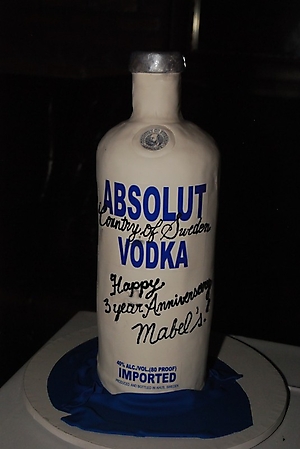 ABSOLUT
Country of Sweden
VODKA
Happy
3 year Anniversary
Mabel's!
40% ALC./VOL. (80 PROOF)
IMPORTED